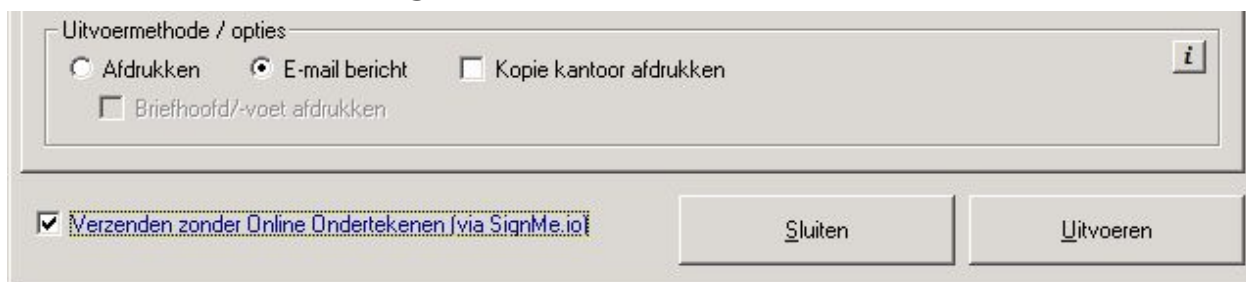 Uitvoermethode / opties
Afdrukken E-mail bericht Kopie kantoor afdrukken i
Briefhoofd/-voet afdrukken
Verzenden zonder Online Ondertekenen (via SignMe.io) Sluiten Uitvoeren